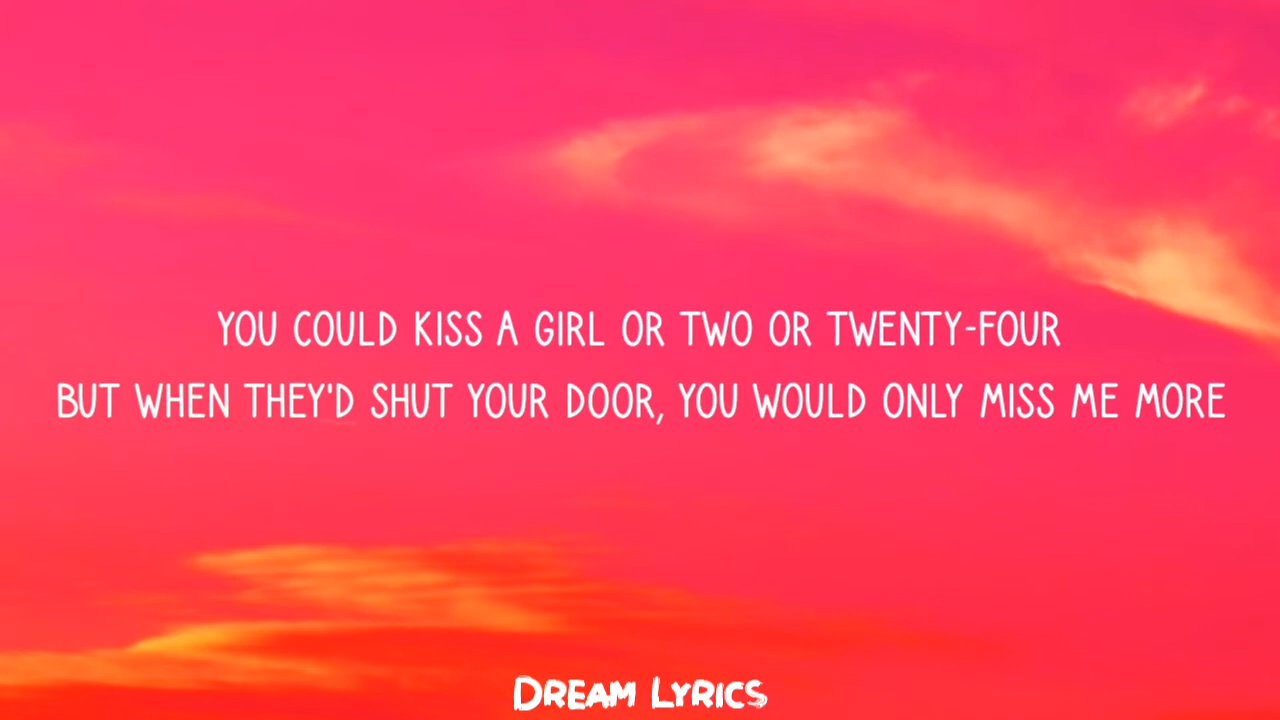 YOU COULD KISS A GIRL OR TWO OR TWENTY-FOUR
BUT WHEN THEY'D SHUT YOUR DOOR, YOU WOULD ONLY MISS ME MORE
DREAM LYRICS